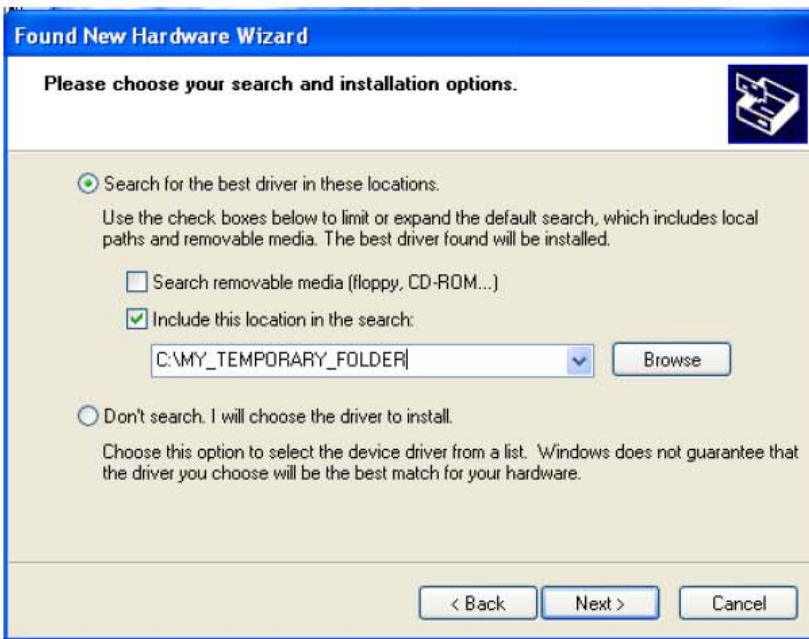 Found New Hardware Wizard
Please choose your search and installation options.
Search for the best driver in these locations.
Use the check boxes below to limit or expand the default search, which includes local
paths and removable media. The best driver found will be installed.
Search removable media (floppy, CD-ROM...)
Include this location in the search:
C:\MY_TEMPORARY_FOLDER
Browse
Don't search. I will choose the driver to install.
Choose this option to select the device driver from a list. Windows does not guarantee that
the driver you choose will be the best match for your hardware.
< Back
Next >
Cancel